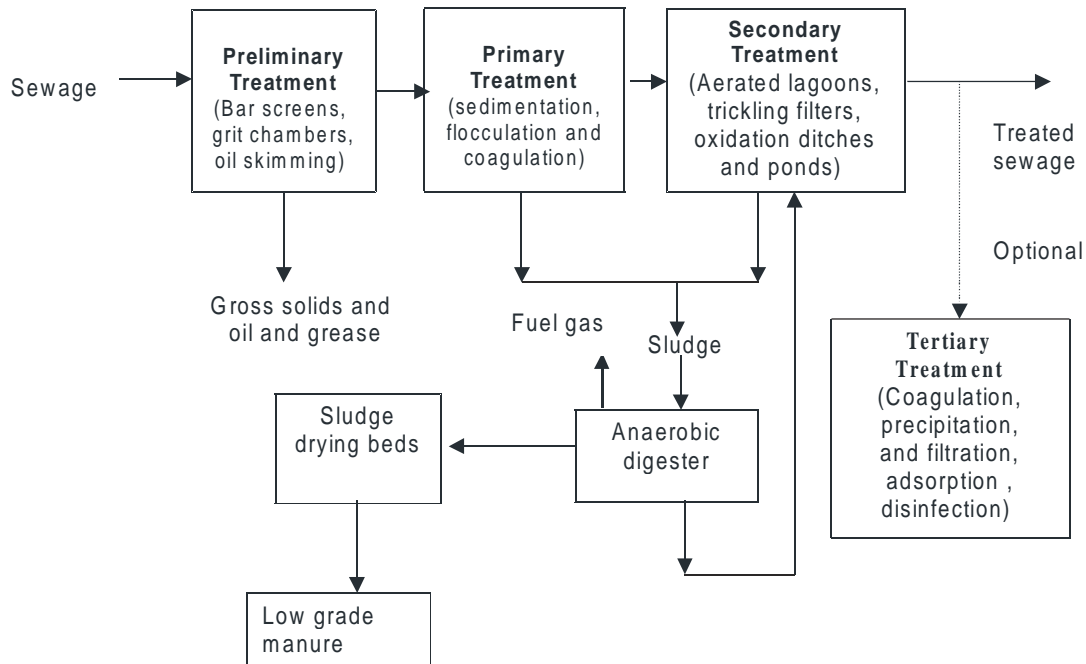 Sewage
Preliminary
Treatment
(Bar screens,
grit chambers,
oil skimming)
Primary
Treatment
(sedimentation,
flocculation and
coagulation)
Secondary
Treatment
(Aerated lagoons,
trickling filters,
oxidation ditches
and ponds)
Treated
sewage
Optional
Gross solids and
oil and grease
Fuel gas
Sludge
Tertiary
Treatment
(Coagulation,
precipitation,
and filtration,
adsorption ,
disinfection)
Sludge
drying beds
Anaerobic
digester
Low grade
manure